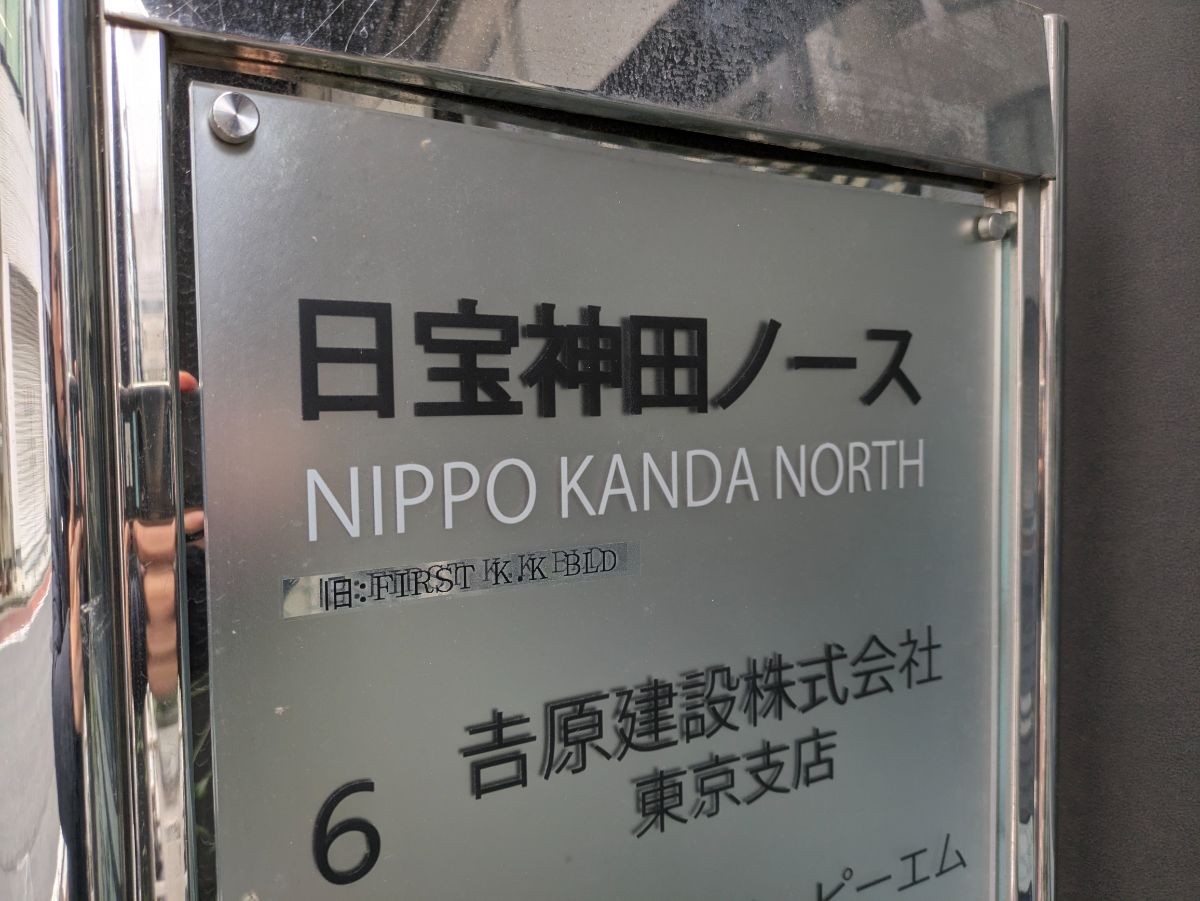 日宝神田ノース
NIPPO KANDA NORTH
旧:FIRST K.K BLD
𠮷原建設株式会社
東京支店
6
ピーエム